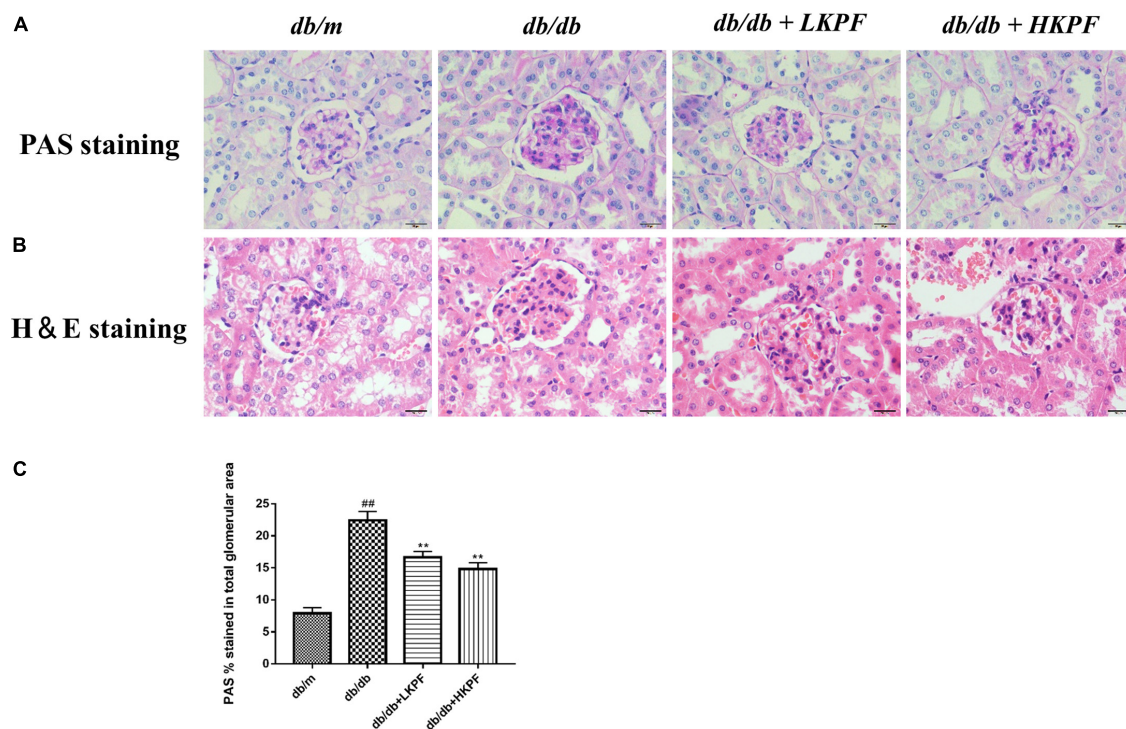 A
db/m
db/db
db/db + LKPF
db/db + HKPF
PAS staining
B
H & E staining
C
PAS % stained in total glomerular area
25
20
15
10
5
0
##
**
**
db/m
db/db
db/db+LKPF
db/db+HKPF